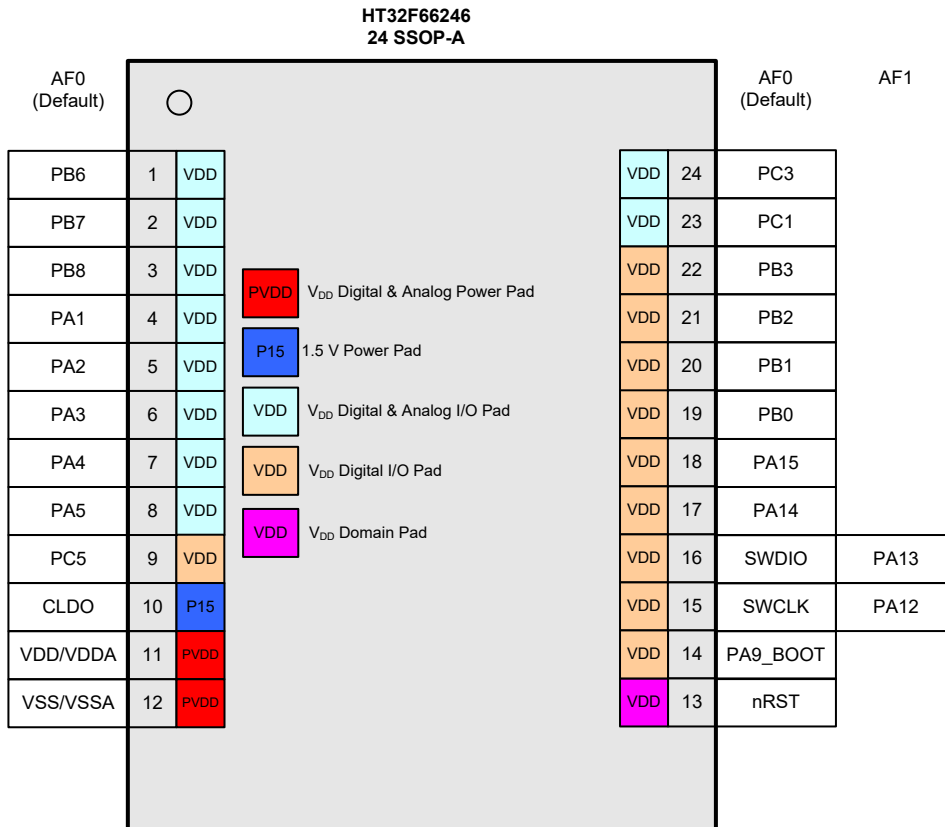 HT32F66246
24 SSOP-A
AF0
(Default)
AF0
(Default)
AF1
PB6 1 VDD
VDD 24 PC3
PB7 2 VDD
VDD 23 PC1
PB8 3 VDD
VDD 22 PB3
PVDD VDD Digital & Analog Power Pad
PA1 4 VDD
VDD 21 PB2
P15 1.5 V Power Pad
PA2 5 VDD
VDD 20 PB1
PA3 6 VDD
VDD VDD Digital & Analog I/O Pad
VDD 19 PB0
PA4 7 VDD
VDD VDD Digital I/O Pad
VDD 18 PA15
PA5 8 VDD
VDD 17 PA14
VDD VDD Domain Pad
PC5 9 VDD
VDD 16 SWDIO PA13
CLDO 10 P15
VDD 15 SWCLK PA12
VDD/VDDA 11 PVDD
VDD 14 PA9_BOOT
VSS/VSSA 12 PVDD
VDD 13 nRST